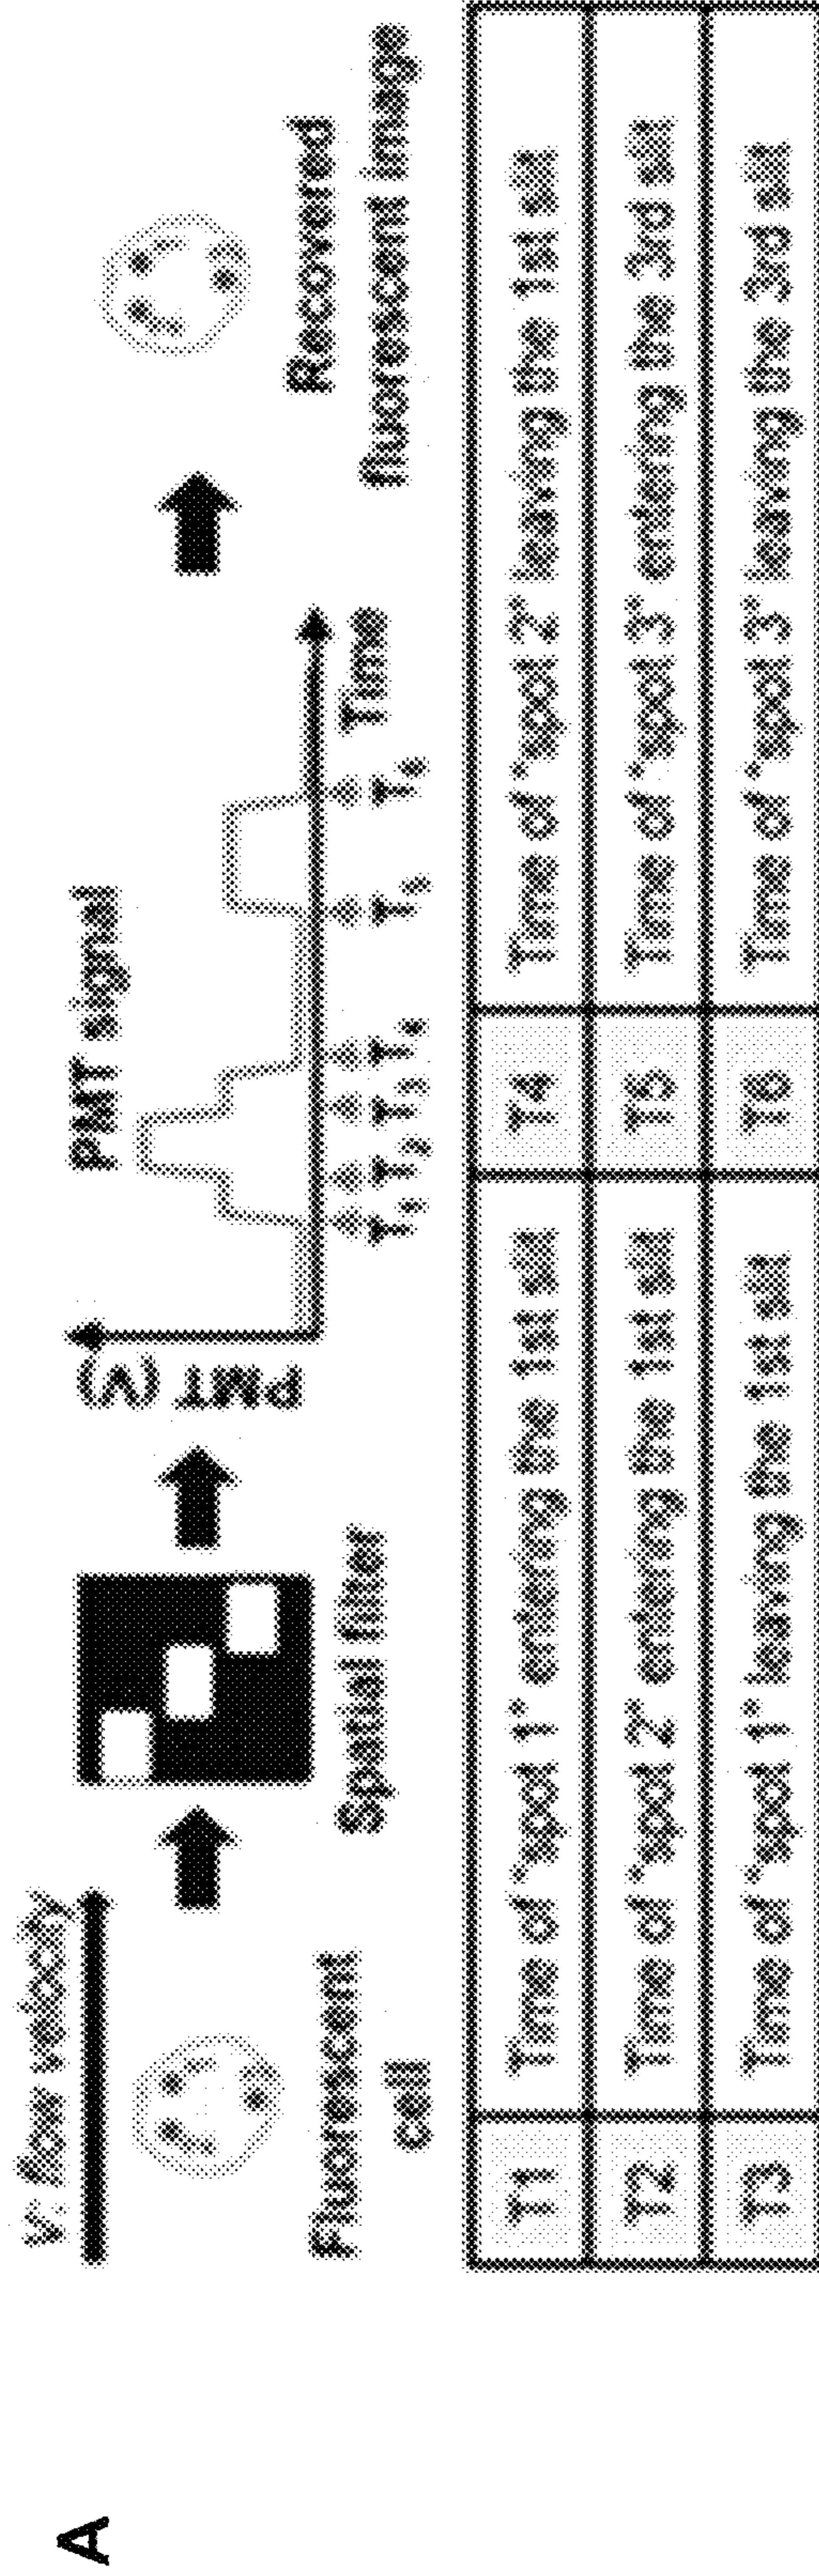 A
V: flow velocity
Fluorescent
cell
Spatial filter
PMT (V)
PMT signal
T1 T2 T3 T4 T5 T6
Time
Recovered
fluorescent image
T1 Time of "spot 1" entering the 1st slit T4 Time of "spot 2" leaving the 1st slit
T2 Time of "spot 2" entering the 1st slit T5 Time of "spot 3" entering the 3rd slit
T3 Time of "spot 1" leaving the 1st slit T6 Time of "spot 3" leaving the 3rd slit